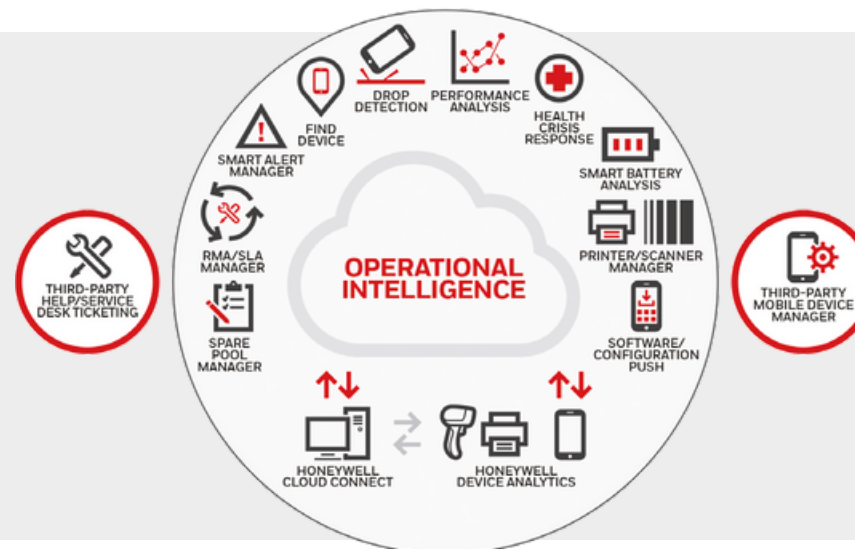 DROP
DETECTION
PERFORMANCE
ANALYSIS
FIND
DEVICE
HEALTH
CRISIS
RESPONSE
SMART ALERT
MANAGER
SMART BATTERY
ANALYSIS
RMA/SLA
MANAGER
OPERATIONAL
INTELLIGENCE
PRINTER/SCANNER
MANAGER
THIRD-PARTY
HELP/SERVICE
DESK TICKETING
THIRD-PARTY
MOBILE DEVICE
MANAGER
SPARE
POOL
MANAGER
SOFTWARE/
CONFIGURATION
PUSH
HONEYWELL
CLOUD CONNECT
HONEYWELL
DEVICE ANALYTICS